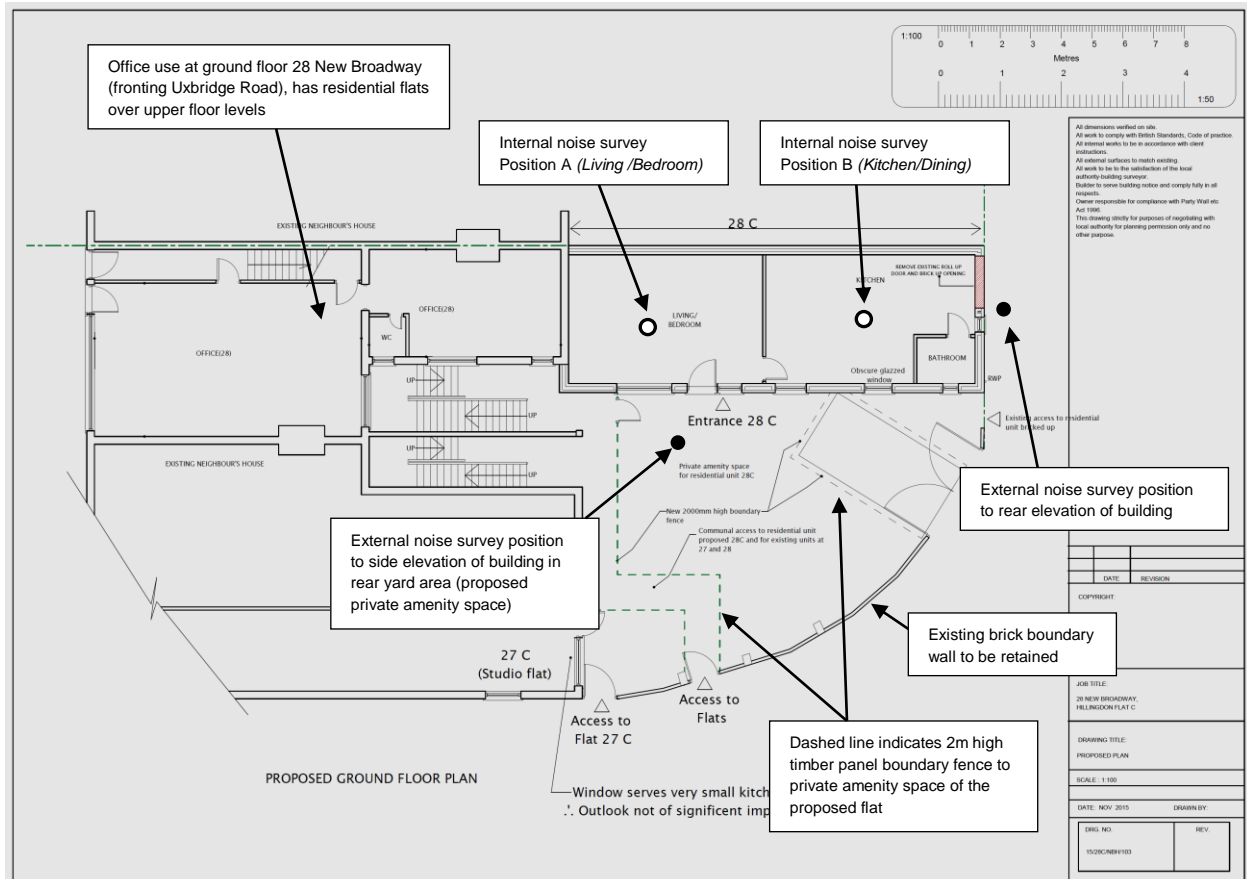 1:100
0 1 2 3 4 5 6 7 8
Metres
0 1 2 3 4
1:50
Office use at ground floor 28 New Broadway
(fronting Uxbridge Road), has residential flats
over upper floor levels
Internal noise survey
Position A (Living /Bedroom)
Internal noise survey
Position B (Kitchen/Dining)
All dimensions verified on site.
All work to comply with British Standards, Code of practice.
All internal works to be in accordance with client
instructions.
All external surfaces to match existing.
All work to be to the satisfaction of the local
authority-building surveyor.
Builder to serve building notice and comply fully in all
respects.
Owner responsible for compliance with Party Wall etc
Act 1996.
This drawing strictly for purposes of negotiating with
local authority for planning permission only and no
other purpose.
EXISTING NEIGHBOUR'S HOUSE
28 C
REMOVE EXISTING ROLL UP
DOOR AND BRICK UP OPENING
KITCHEN
OFFICE(28)
LIVING/
BEDROOM
WC
OFFICE(28)
BATHROOM
Obscure glazzed
window
RWP
UP
UP
UP
UP
Entrance 28 C
Existing access to residential
unit bricked up
EXISTING NEIGHBOUR'S HOUSE
Private amenity space
for residential unit 28C
New 2000mm high boundary
fence
Communal access to residential unit
proposed 28C and for existing units at
27 and 28
External noise survey position
to rear elevation of building
External noise survey position
to side elevation of building in
rear yard area (proposed
private amenity space)
Existing brick boundary
wall to be retained
27 C
(Studio flat)
Access to
Flat 27 C
Access to
Flats
Dashed line indicates 2m high
timber panel boundary fence to
private amenity space of the
proposed flat
PROPOSED GROUND FLOOR PLAN
Window serves very small kitch
∴ Outlook not of significant imp
DATE REVISION
COPYRIGHT:
JOB TITLE:
28 NEW BROADWAY,
HILLINGDON FLAT C
DRAWING TITLE:
PROPOSED PLAN
SCALE : 1:100
DATE: NOV 2015 DRAWN BY:
DRG. NO. REV.
15/28C/NBH/103